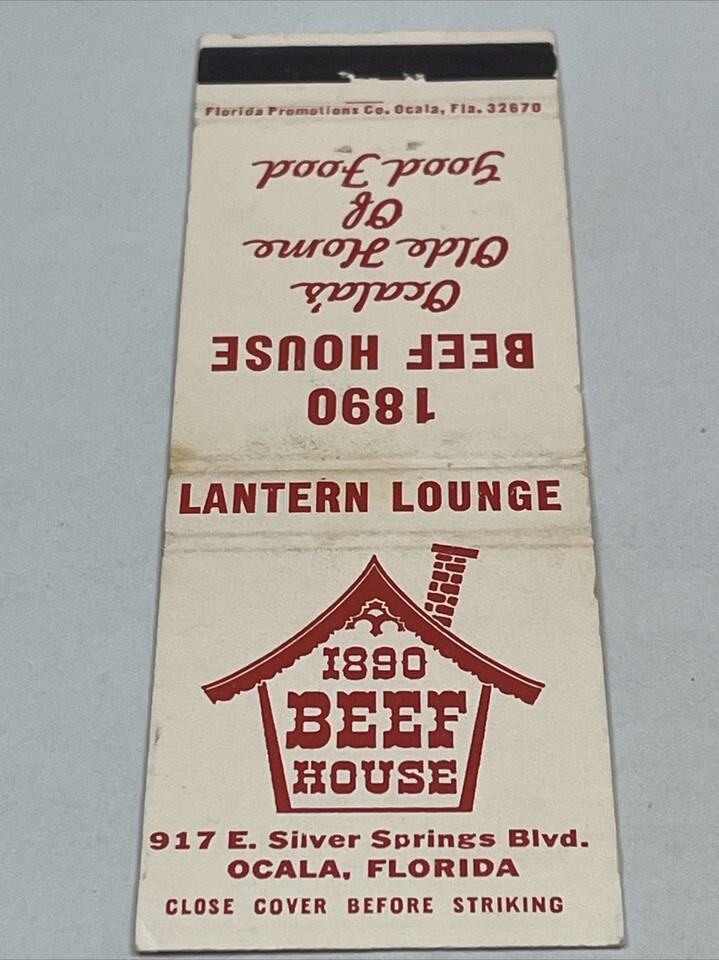 Florida Promotions Co. Ocala, Fla. 32670
1890
BEEF HOUSE
Ocala's
Olde Home
Of
Good Food
LANTERN LOUNGE
1890
BEEF
HOUSE
917 E. Silver Springs Blvd.
OCALA, FLORIDA
CLOSE COVER BEFORE STRIKING